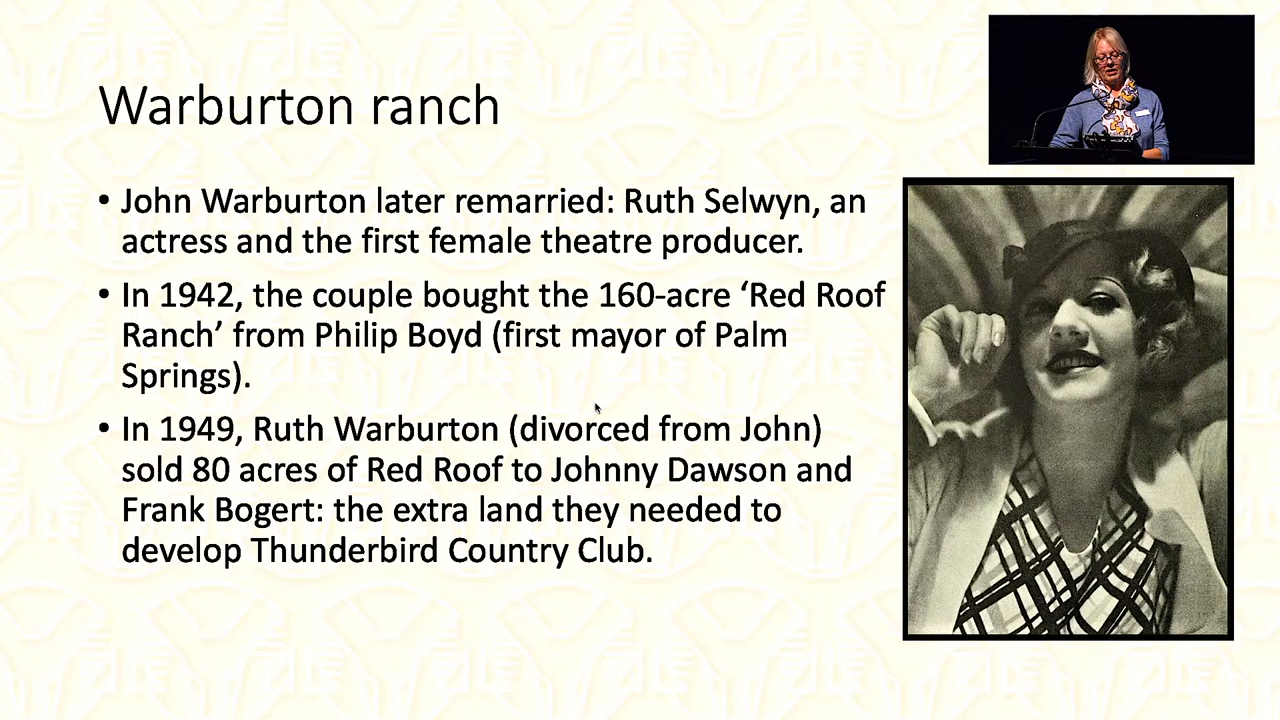 Warburton ranch
• John Warburton later remarried: Ruth Selwyn, an
actress and the first female theatre producer.
• In 1942, the couple bought the 160-acre ‘Red Roof
Ranch’ from Philip Boyd (first mayor of Palm
Springs).
• In 1949, Ruth Warburton (divorced from John)
sold 80 acres of Red Roof to Johnny Dawson and
Frank Bogert: the extra land they needed to
develop Thunderbird Country Club.